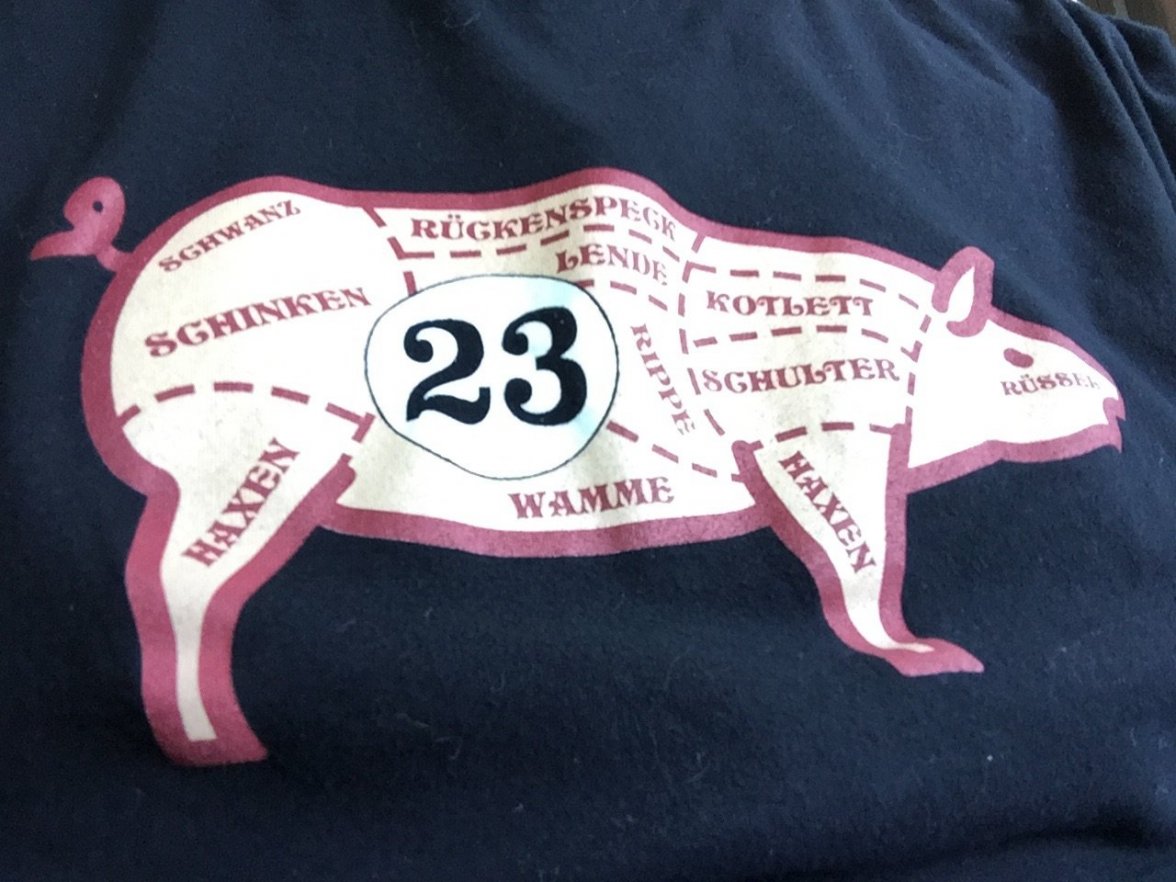 SCHWANZ
RÜCKENSPECK
LENDE
SCHINKEN
KOTLETT
23
RIPPE
SCHULTER
RÜSSEL
HAXEN
WAMME
HAXEN